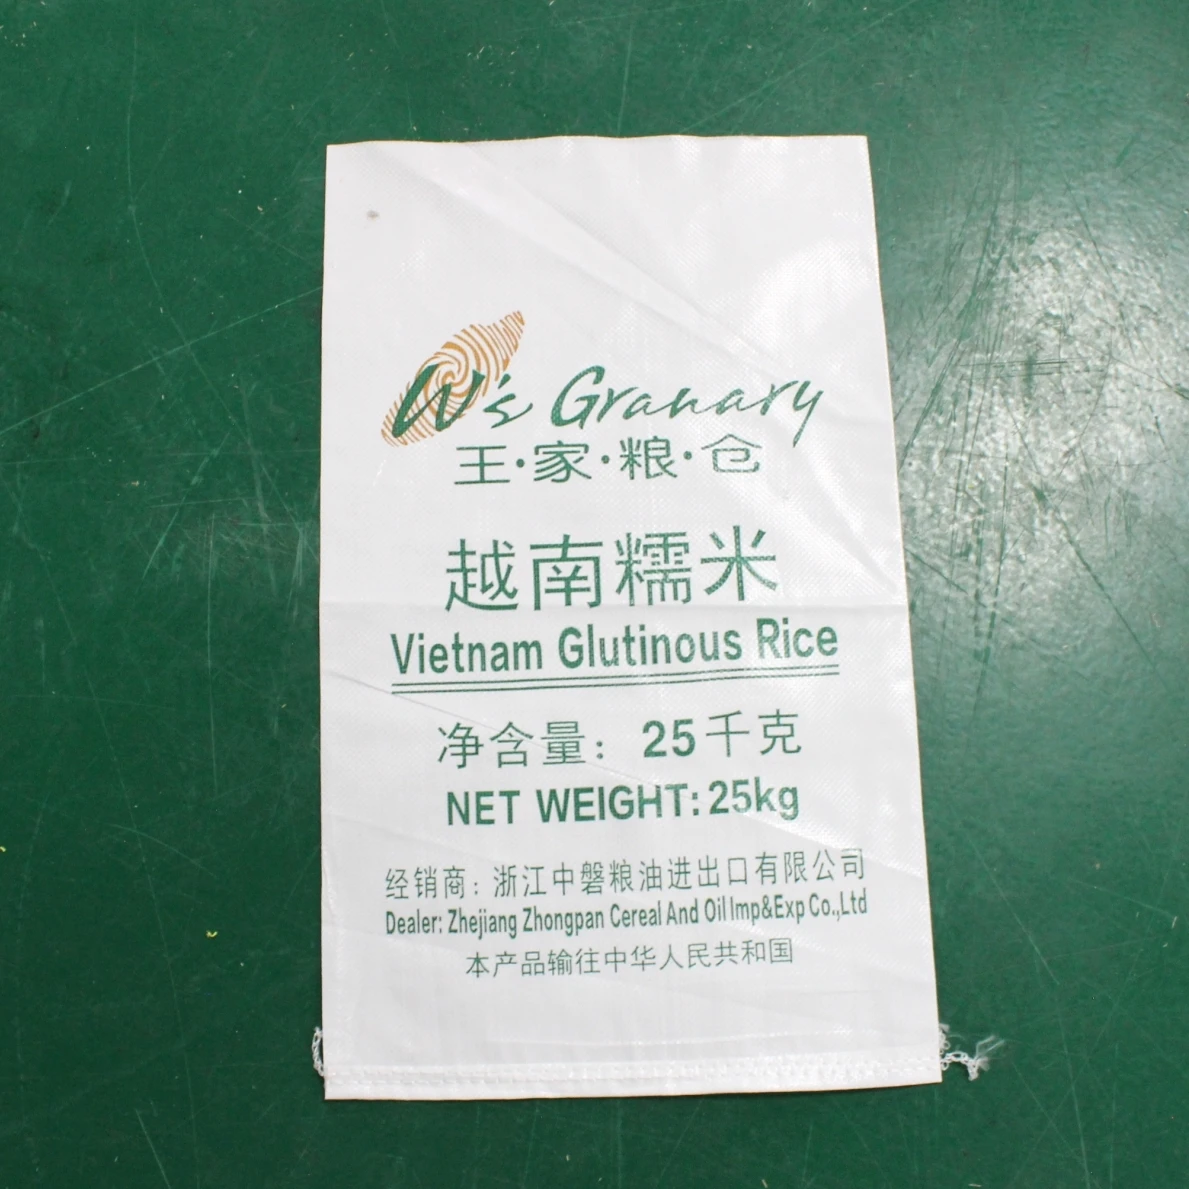 W's Granary
王·家·粮·仓
越南糯米
Vietnam Glutinous Rice
净含量：25千克
NET WEIGHT: 25kg
经销商：浙江中磐粮油进出口有限公司
Dealer: Zhejiang Zhongpan Cereal And Oil Imp&Exp Co.,Ltd
本产品输往中华人民共和国